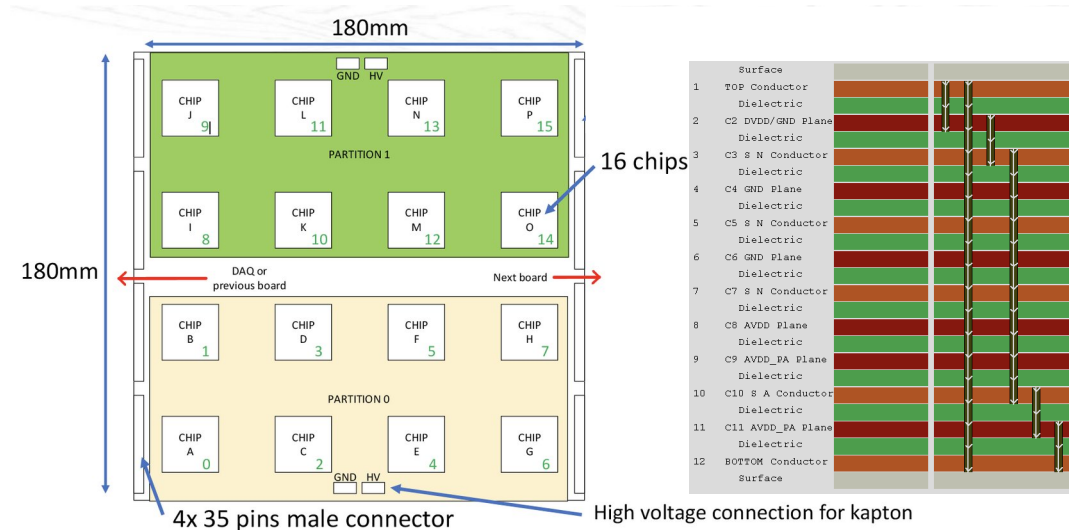 180mm
180mm
GND HV
CHIP
J
9
CHIP
L
11
CHIP
N
13
CHIP
P
15
PARTITION 1
CHIP
I
8
CHIP
K
10
CHIP
M
12
CHIP
O
14
16 chips
DAQ or
previous board
Next board
CHIP
B
1
CHIP
D
3
CHIP
F
5
CHIP
H
7
PARTITION 0
CHIP
A
0
CHIP
C
2
CHIP
E
4
CHIP
G
6
GND HV
4x 35 pins male connector
High voltage connection for kapton
Surface
1 TOP Conductor
Dielectric
2 C2 DVDD/GND Plane
Dielectric
3 C3 S N Conductor
Dielectric
4 C4 GND Plane
Dielectric
5 C5 S N Conductor
Dielectric
6 C6 GND Plane
Dielectric
7 C7 S N Conductor
Dielectric
8 C8 AVDD Plane
Dielectric
9 C9 AVDD_PA Plane
Dielectric
10 C10 S A Conductor
Dielectric
11 C11 AVDD_PA Plane
Dielectric
12 BOTTOM Conductor
Surface